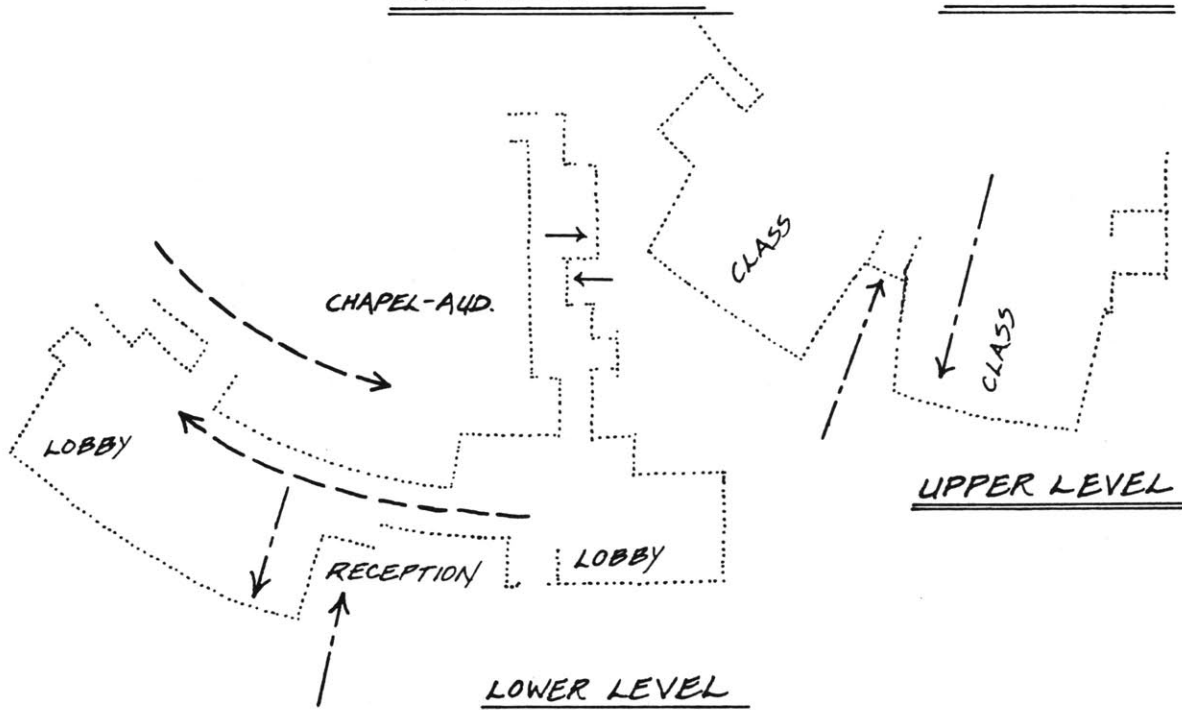 CHAPEL-AUD.
LOBBY
RECEPTION
LOBBY
LOWER LEVEL
CLASS
CLASS
UPPER LEVEL